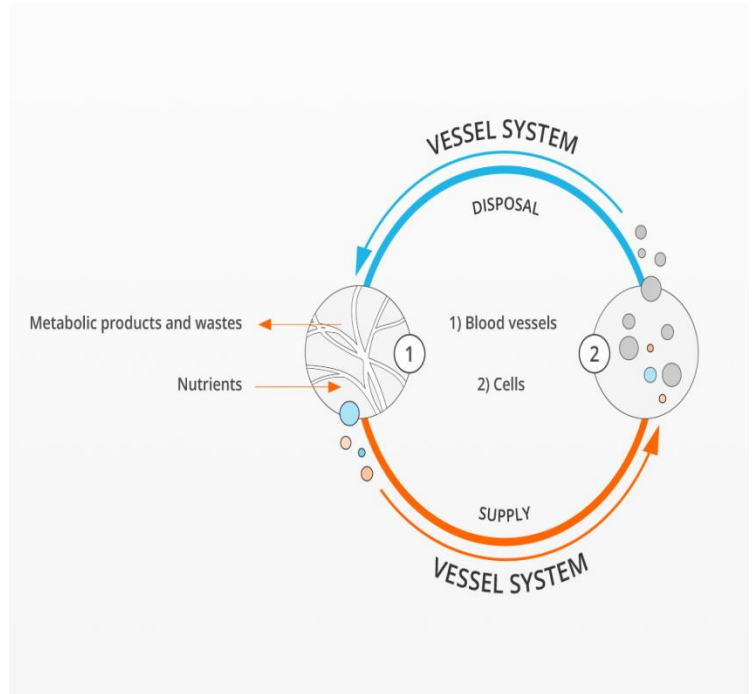 VESSEL SYSTEM
DISPOSAL
Metabolic products and wastes
1) Blood vessels
1
2
Nutrients
2) Cells
SUPPLY
VESSEL SYSTEM